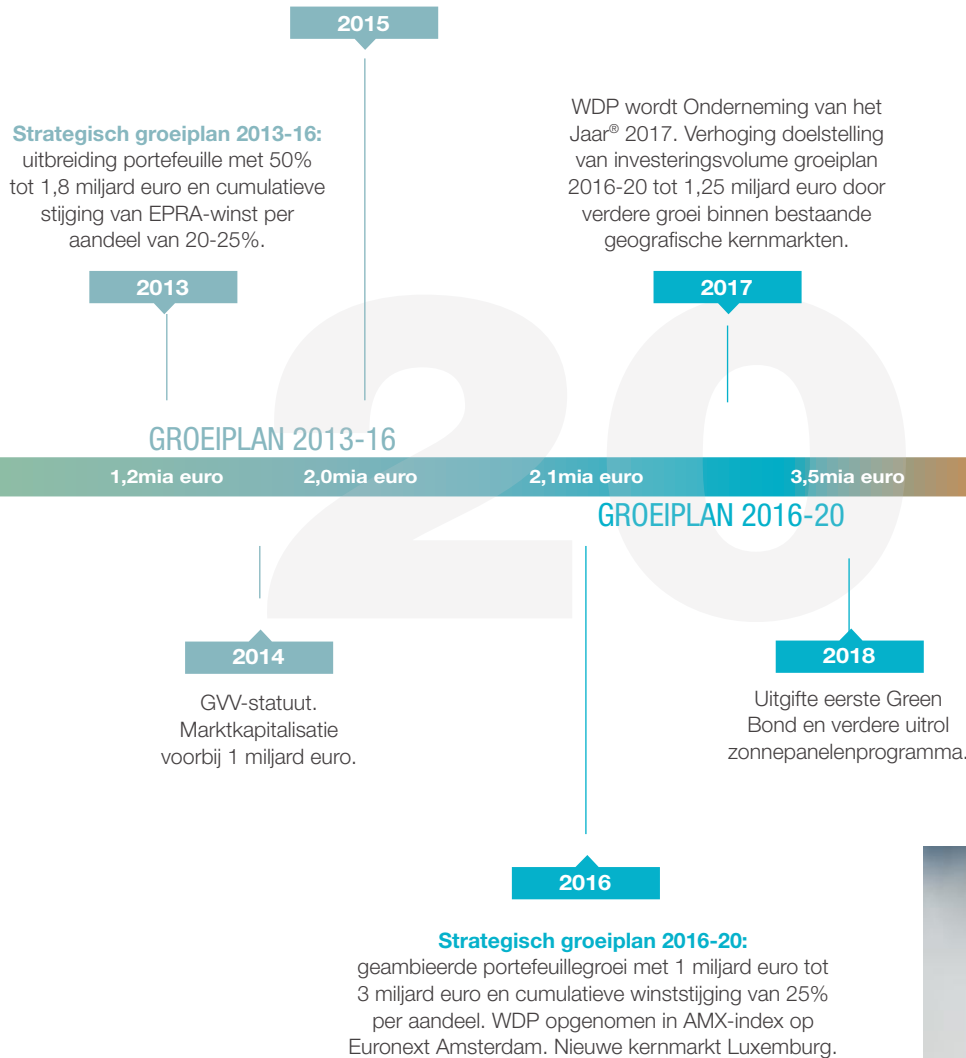 2015
Strategisch groeiplan 2013-16:
uitbreiding portefeuille met 50%
tot 1,8 miljard euro en cumulatieve
stijging van EPRA-winst per
aandeel van 20-25%.
2013
WDP wordt Onderneming van het
Jaar® 2017. Verhoging doelstelling
van investeringsvolume groeiplan
2016-20 tot 1,25 miljard euro door
verdere groei binnen bestaande
geografische kernmarkten.
2017
20
GROEIPLAN 2013-16
1,2mia euro 2,0mia euro 2,1mia euro 3,5mia euro
GROEIPLAN 2016-20
2014
GVV-statuut.
Marktkapitalisatie
voorbij 1 miljard euro.
2018
Uitgifte eerste Green
Bond en verdere uitrol
zonnepanelenprogramma.
2016
Strategisch groeiplan 2016-20:
geambieerde portefeuillegroei met 1 miljard euro tot
3 miljard euro en cumulatieve winststijging van 25%
per aandeel. WDP opgenomen in AMX-index op
Euronext Amsterdam. Nieuwe kernmarkt Luxemburg.